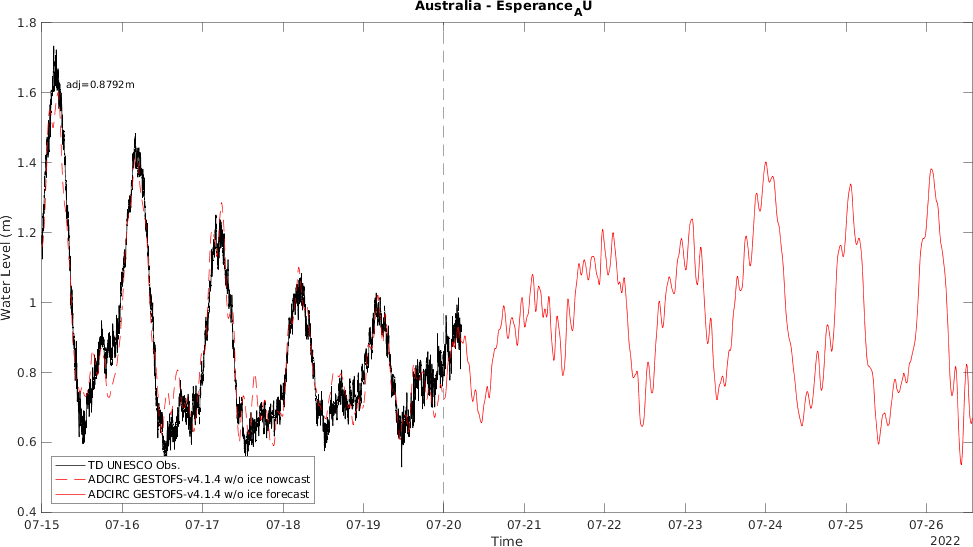 Australia - Esperance_AU
1.8
adj=0.8792m
1.6
1.4
1.2
Water Level (m)
1
0.8
0.6
TD UNESCO Obs.
ADCIRC GESTOFS-v4.1.4 w/o ice nowcast
ADCIRC GESTOFS-v4.1.4 w/o ice forecast
0.4
07-15 07-16 07-17 07-18 07-19 07-20 07-21 07-22 07-23 07-24 07-25 07-26
Time
2022